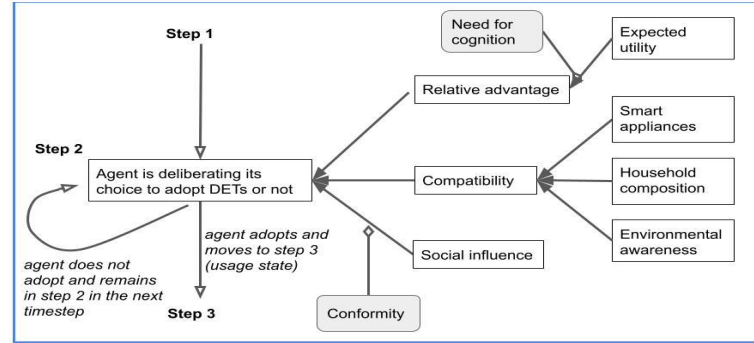 Step 1
Need for
cognition
Expected
utility
Relative advantage
Smart
appliances
Step 2
Agent is deliberating its
choice to adopt DETs or not
Compatibility
Household
composition
agent adopts and
moves to step 3
(usage state)
Social influence
Environmental
awareness
agent does not
adopt and remains
in step 2 in the next
timestep
Step 3
Conformity